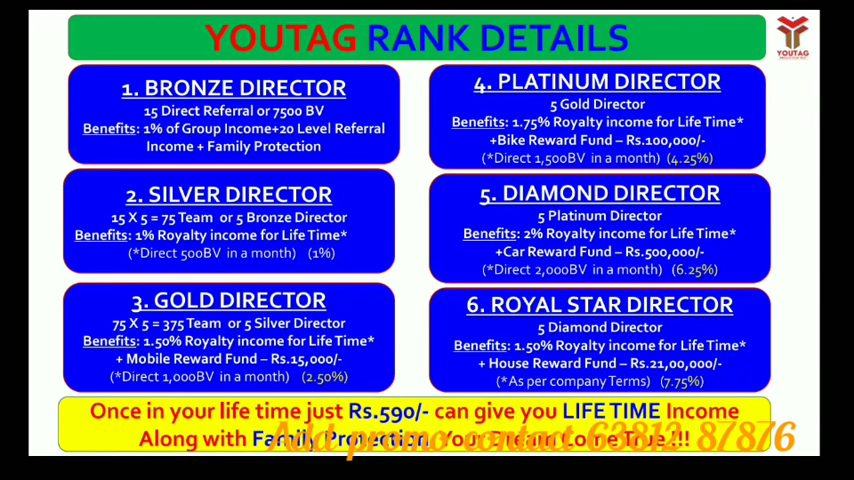 YOUTAG RANK DETAILS
YOUTAG
1. BRONZE DIRECTOR
15 Direct Referral or 7500 BV
Benefits: 1% of Group Income+20 Level Referral
Income + Family Protection
2. SILVER DIRECTOR
15 X 5 = 75 Team or 5 Bronze Director
Benefits: 1% Royalty income for Life Time*
(*Direct 500BV in a month) (1%)
3. GOLD DIRECTOR
75 X 5 = 375 Team or 5 Silver Director
Benefits: 1.50% Royalty income for Life Time*
+ Mobile Reward Fund – Rs.15,000/-
(*Direct 1,000BV in a month) (2.50%)
4. PLATINUM DIRECTOR
5 Gold Director
Benefits: 1.75% Royalty income for Life Time*
+Bike Reward Fund – Rs.100,000/-
(*Direct 1,500BV in a month) (4.25%)
5. DIAMOND DIRECTOR
5 Platinum Director
Benefits: 2% Royalty income for Life Time*
+Car Reward Fund – Rs.500,000/-
(*Direct 2,000BV in a month) (6.25%)
6. ROYAL STAR DIRECTOR
5 Diamond Director
Benefits: 1.50% Royalty income for Life Time*
+ House Reward Fund – Rs.21,00,000/-
(*As per company Terms) (7.75%)
Once in your life time just Rs.590/- can give you LIFE TIME Income
Along with Family Protection. Your Dream Come True !!!
Add promo contact 63812 87876